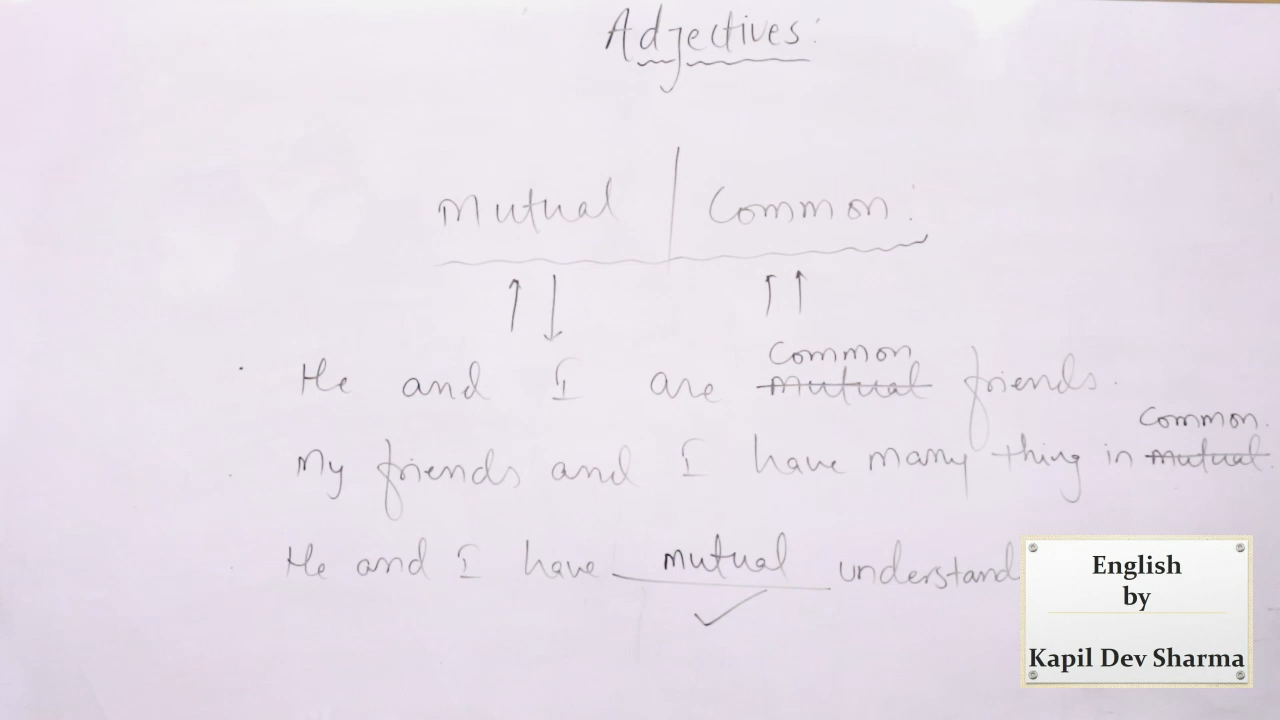 Adjectives:
Mutual | Common:
Common
He and I are mutual friends.
Common.
My friends and I have many thing in mutual.
He and I have mutual understand
English
by
Kapil Dev Sharma